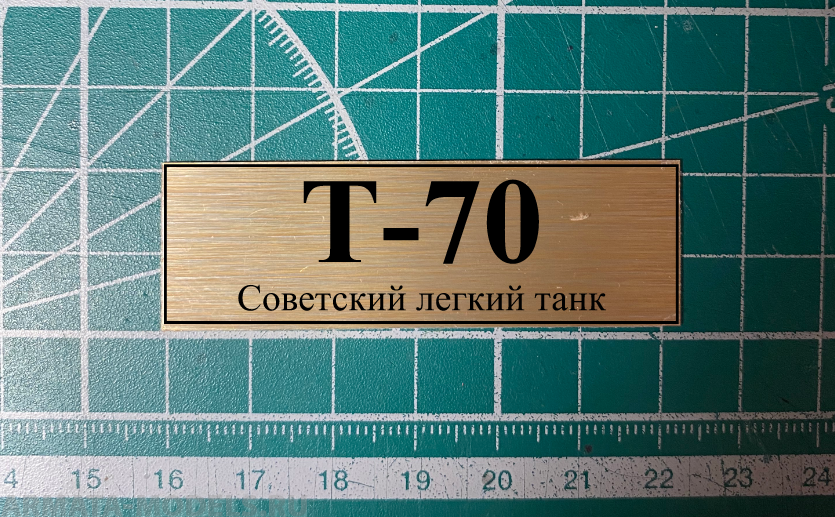 Т-70
Советский легкий танк
4 15 16 17 18 19 20 21 22 23 24